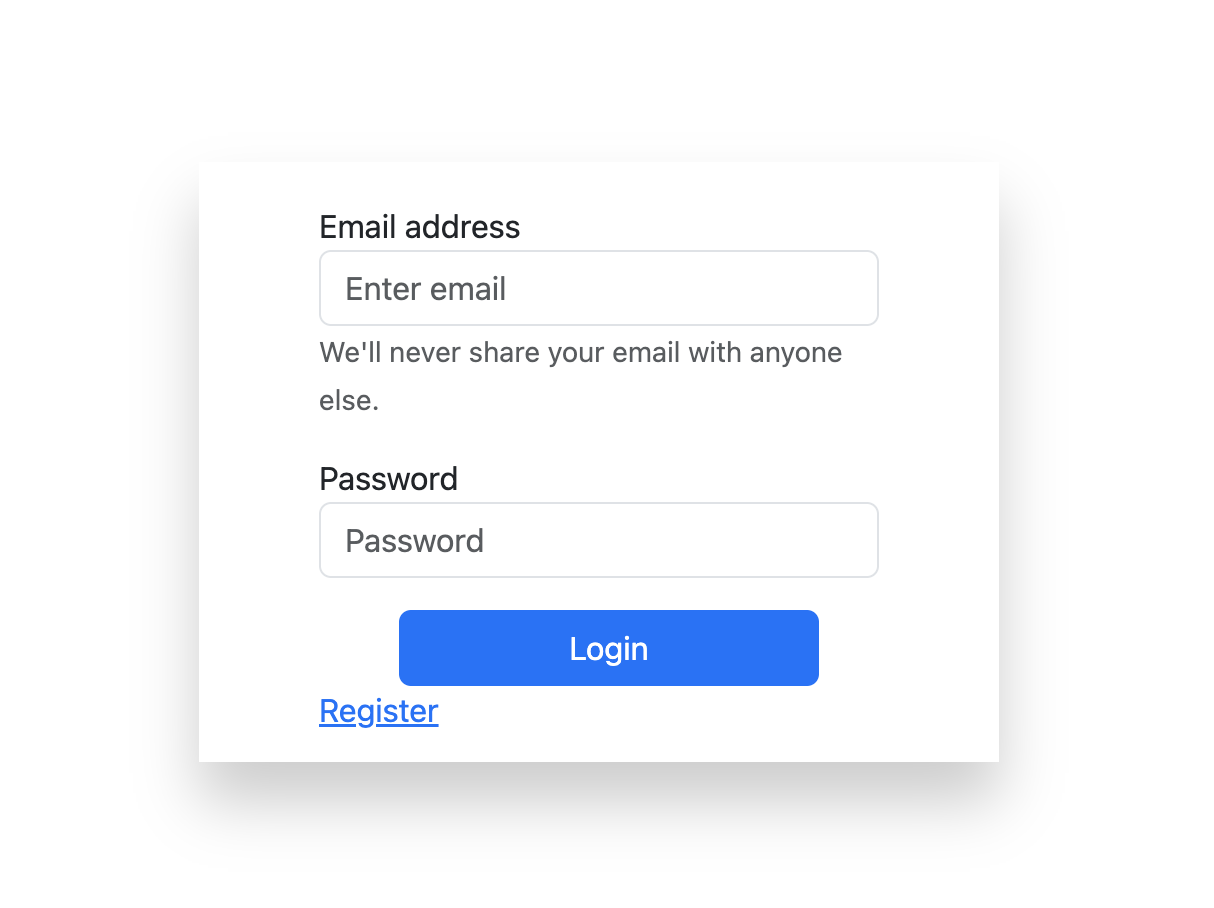 Email address
Enter email
We'll never share your email with anyone
else.
Password
Password
Login
Register